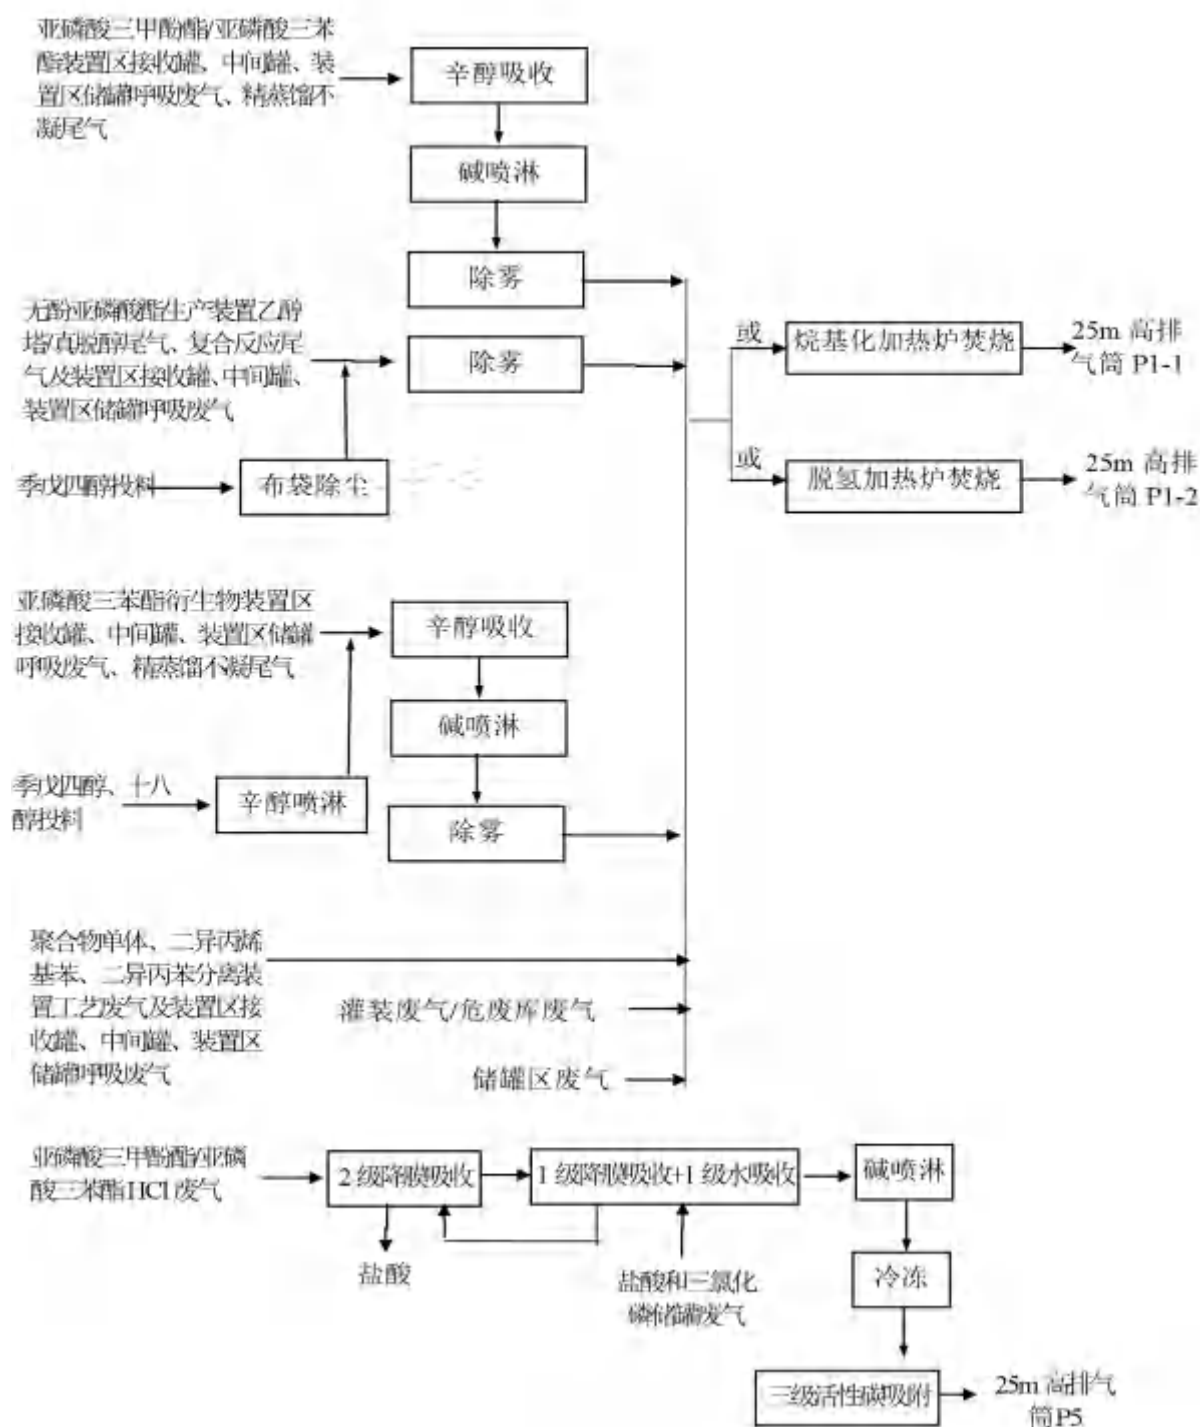 亚磷酸三甲酚酯/亚磷酸三苯
酯装置区接收罐、中间罐、装
置区储罐呼吸废气、精蒸馏不
凝尾气
辛醇吸收
碱喷淋
除雾
无酚亚磷酸酯生产装置乙醇
塔/真脱醇尾气、复合反应尾
气及装置区接收罐、中间罐、
装置区储罐呼吸废气
除雾
季戊四醇投料
布袋除尘
或
烷基化加热炉焚烧
25m 高排
气筒 P1-1
或
脱氢加热炉焚烧
25m 高排
气筒 P1-2
亚磷酸三苯酯衍生物装置区
接收罐、中间罐、装置区储罐
呼吸废气、精蒸馏不凝尾气
辛醇吸收
碱喷淋
季戊四醇、十八
醇投料
辛醇喷淋
除雾
聚合物单体、二异丙烯
基苯、二异丙苯分离装
置工艺废气及装置区接
收罐、中间罐、装置区
储罐呼吸废气
灌装废气/危废库废气
储罐区废气
亚磷酸三甲酚酯/亚磷
酸三苯酯 HCl 废气
2 级降膜吸收
1 级降膜吸收+1 级水吸收
碱喷淋
盐酸
盐酸和三氯化
磷储罐废气
冷冻
三级活性碳吸附
25m 高排气
筒 P5